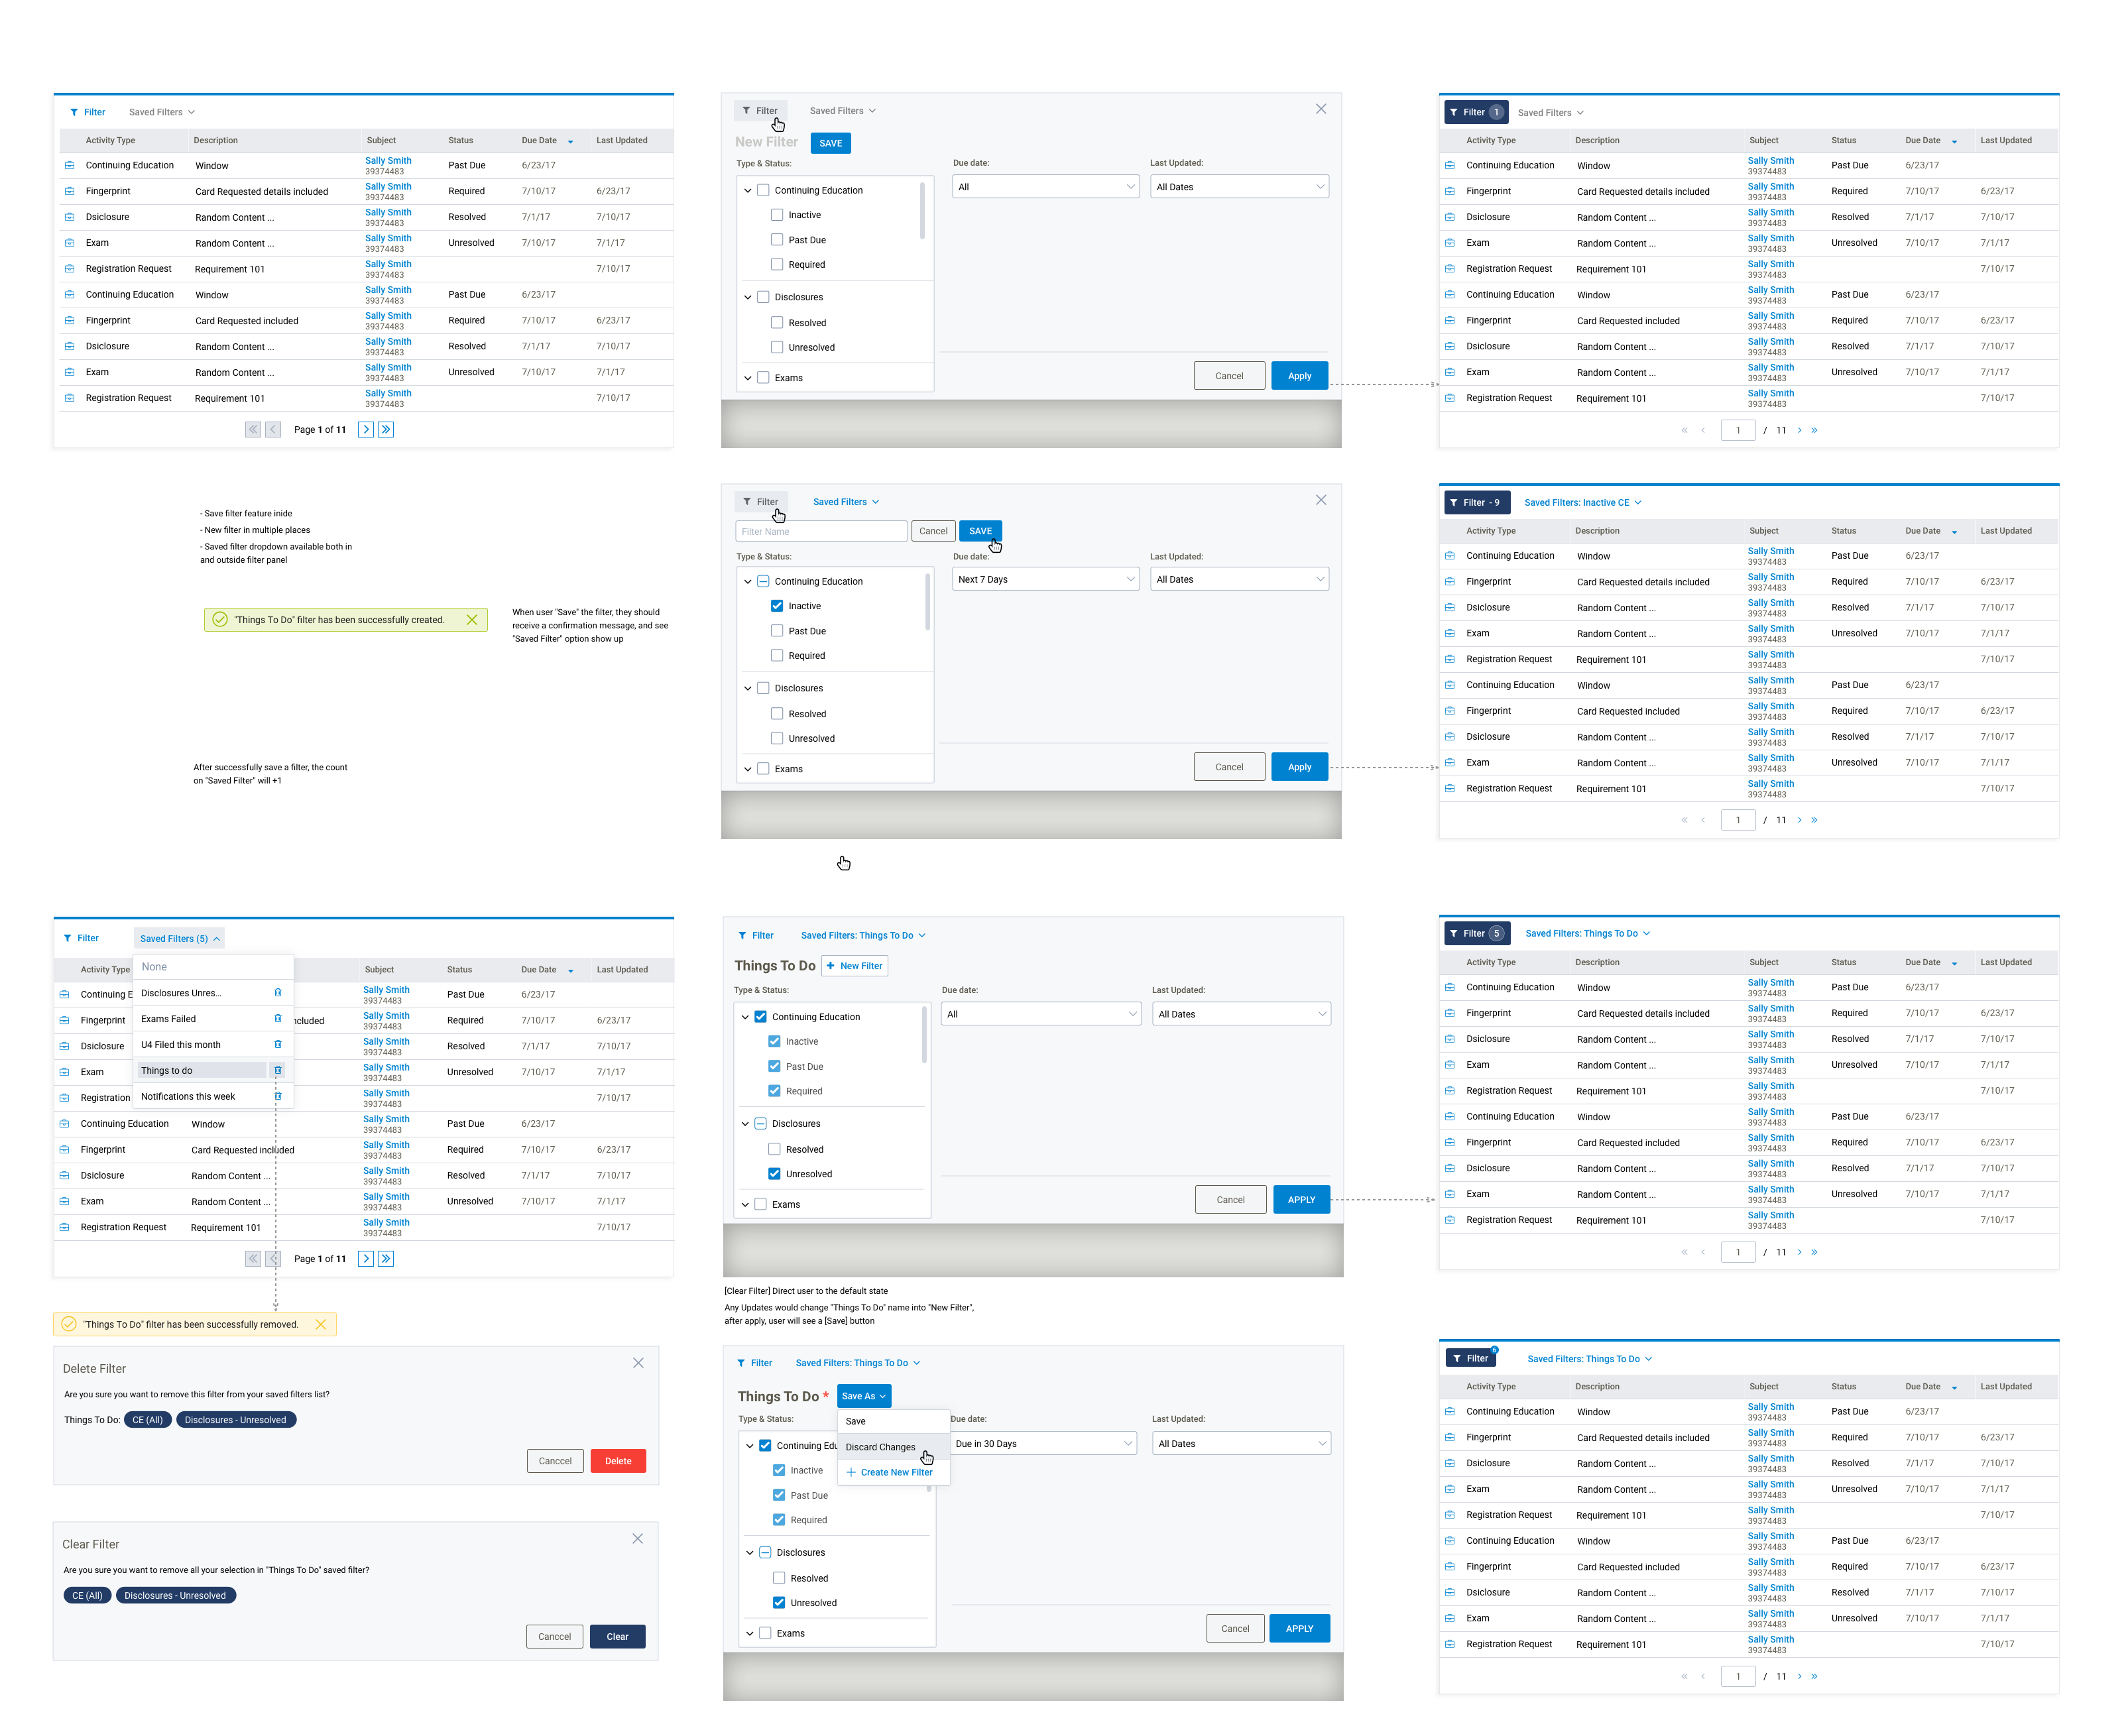 Filter Saved Filters
Activity Type Description Subject Status Due Date Last Updated
Continuing Education Window Sally Smith 39374483 Past Due 6/23/17
Fingerprint Card Requested details included Sally Smith 39374483 Required 7/10/17 6/23/17
Dsiclosure Random Content ... Sally Smith 39374483 Resolved 7/1/17 7/10/17
Exam Random Content ... Sally Smith 39374483 Unresolved 7/10/17 7/1/17
Registration Request Requirement 101 Sally Smith 39374483 7/10/17
Continuing Education Window Sally Smith 39374483 Past Due 6/23/17
Fingerprint Card Requested included Sally Smith 39374483 Required 7/10/17 6/23/17
Dsiclosure Random Content ... Sally Smith 39374483 Resolved 7/1/17 7/10/17
Exam Random Content ... Sally Smith 39374483 Unresolved 7/10/17 7/1/17
Registration Request Requirement 101 Sally Smith 39374483 7/10/17
Page 1 of 11
Filter Saved Filters
New Filter SAVE
Type & Status: Due date: Last Updated:
All All Dates
Continuing Education
Inactive
Past Due
Required
Disclosures
Resolved
Unresolved
Exams
Cancel Apply
Filter 1 Saved Filters
Activity Type Description Subject Status Due Date Last Updated
Continuing Education Window Sally Smith 39374483 Past Due 6/23/17
Fingerprint Card Requested details included Sally Smith 39374483 Required 7/10/17 6/23/17
Dsiclosure Random Content ... Sally Smith 39374483 Resolved 7/1/17 7/10/17
Exam Random Content ... Sally Smith 39374483 Unresolved 7/10/17 7/1/17
Registration Request Requirement 101 Sally Smith 39374483 7/10/17
Continuing Education Window Sally Smith 39374483 Past Due 6/23/17
Fingerprint Card Requested included Sally Smith 39374483 Required 7/10/17 6/23/17
Dsiclosure Random Content ... Sally Smith 39374483 Resolved 7/1/17 7/10/17
Exam Random Content ... Sally Smith 39374483 Unresolved 7/10/17 7/1/17
Registration Request Requirement 101 Sally Smith 39374483 7/10/17
1 / 11
- Save filter feature inide
- New filter in multiple places
- Saved filter dropdown available both in
and outside filter panel
"Things To Do" filter has been successfully created.
When user "Save" the filter, they should
receive a confirmation message, and see
"Saved Filter" option show up
After successfully save a filter, the count
on "Saved Filter" will +1
Filter Saved Filters
Filter Name Cancel SAVE
Type & Status: Due date: Last Updated:
Next 7 Days All Dates
Continuing Education
Inactive
Past Due
Required
Disclosures
Resolved
Unresolved
Exams
Cancel Apply
Filter - 9 Saved Filters: Inactive CE
Activity Type Description Subject Status Due Date Last Updated
Continuing Education Window Sally Smith 39374483 Past Due 6/23/17
Fingerprint Card Requested details included Sally Smith 39374483 Required 7/10/17 6/23/17
Dsiclosure Random Content ... Sally Smith 39374483 Resolved 7/1/17 7/10/17
Exam Random Content ... Sally Smith 39374483 Unresolved 7/10/17 7/1/17
Registration Request Requirement 101 Sally Smith 39374483 7/10/17
Continuing Education Window Sally Smith 39374483 Past Due 6/23/17
Fingerprint Card Requested included Sally Smith 39374483 Required 7/10/17 6/23/17
Dsiclosure Random Content ... Sally Smith 39374483 Resolved 7/1/17 7/10/17
Exam Random Content ... Sally Smith 39374483 Unresolved 7/10/17 7/1/17
Registration Request Requirement 101 Sally Smith 39374483 7/10/17
1 / 11
Filter Saved Filters (5)
None
Disclosures Unres...
Exams Failed
U4 Filed this month
Things to do
Notifications this week
Activity Type Subject Status Due Date Last Updated
Continuing E Sally Smith 39374483 Past Due 6/23/17
Fingerprint ncluded Sally Smith 39374483 Required 7/10/17 6/23/17
Dsiclosure Sally Smith 39374483 Resolved 7/1/17 7/10/17
Exam Sally Smith 39374483 Unresolved 7/10/17 7/1/17
Registration Sally Smith 39374483 7/10/17
Continuing Education Window Sally Smith 39374483 Past Due 6/23/17
Fingerprint Card Requested included Sally Smith 39374483 Required 7/10/17 6/23/17
Dsiclosure Random Content ... Sally Smith 39374483 Resolved 7/1/17 7/10/17
Exam Random Content ... Sally Smith 39374483 Unresolved 7/10/17 7/1/17
Registration Request Requirement 101 Sally Smith 39374483 7/10/17
Page 1 of 11
"Things To Do" filter has been successfully removed.
Delete Filter
Are you sure you want to remove this filter from your saved filters list?
Things To Do: CE (All) Disclosures - Unresolved
Canccel Delete
Clear Filter
Are you sure you want to remove all your selection in "Things To Do" saved filter?
CE (All) Disclosures - Unresolved
Canccel Clear
Filter Saved Filters: Things To Do
Things To Do + New Filter
Type & Status: Due date: Last Updated:
All All Dates
Continuing Education
Inactive
Past Due
Required
Disclosures
Resolved
Unresolved
Exams
Cancel APPLY
[Clear Filter] Direct user to the default state
Any Updates would change "Things To Do" name into "New Filter",
after apply, user will see a [Save] button
Filter Saved Filters: Things To Do
Things To Do * Save As
Save
Discard Changes
+ Create New Filter
Type & Status: Due date: Last Updated:
Due in 30 Days All Dates
Continuing Edu
Inactive
Past Due
Required
Disclosures
Resolved
Unresolved
Exams
Cancel APPLY
Filter 5 Saved Filters: Things To Do
Activity Type Description Subject Status Due Date Last Updated
Continuing Education Window Sally Smith 39374483 Past Due 6/23/17
Fingerprint Card Requested details included Sally Smith 39374483 Required 7/10/17 6/23/17
Dsiclosure Random Content ... Sally Smith 39374483 Resolved 7/1/17 7/10/17
Exam Random Content ... Sally Smith 39374483 Unresolved 7/10/17 7/1/17
Registration Request Requirement 101 Sally Smith 39374483 7/10/17
Continuing Education Window Sally Smith 39374483 Past Due 6/23/17
Fingerprint Card Requested included Sally Smith 39374483 Required 7/10/17 6/23/17
Dsiclosure Random Content ... Sally Smith 39374483 Resolved 7/1/17 7/10/17
Exam Random Content ... Sally Smith 39374483 Unresolved 7/10/17 7/1/17
Registration Request Requirement 101 Sally Smith 39374483 7/10/17
1 / 11
Filter 6 Saved Filters: Things To Do
Activity Type Description Subject Status Due Date Last Updated
Continuing Education Window Sally Smith 39374483 Past Due 6/23/17
Fingerprint Card Requested details included Sally Smith 39374483 Required 7/10/17 6/23/17
Dsiclosure Random Content ... Sally Smith 39374483 Resolved 7/1/17 7/10/17
Exam Random Content ... Sally Smith 39374483 Unresolved 7/10/17 7/1/17
Registration Request Requirement 101 Sally Smith 39374483 7/10/17
Continuing Education Window Sally Smith 39374483 Past Due 6/23/17
Fingerprint Card Requested included Sally Smith 39374483 Required 7/10/17 6/23/17
Dsiclosure Random Content ... Sally Smith 39374483 Resolved 7/1/17 7/10/17
Exam Random Content ... Sally Smith 39374483 Unresolved 7/10/17 7/1/17
Registration Request Requirement 101 Sally Smith 39374483 7/10/17
1 / 11